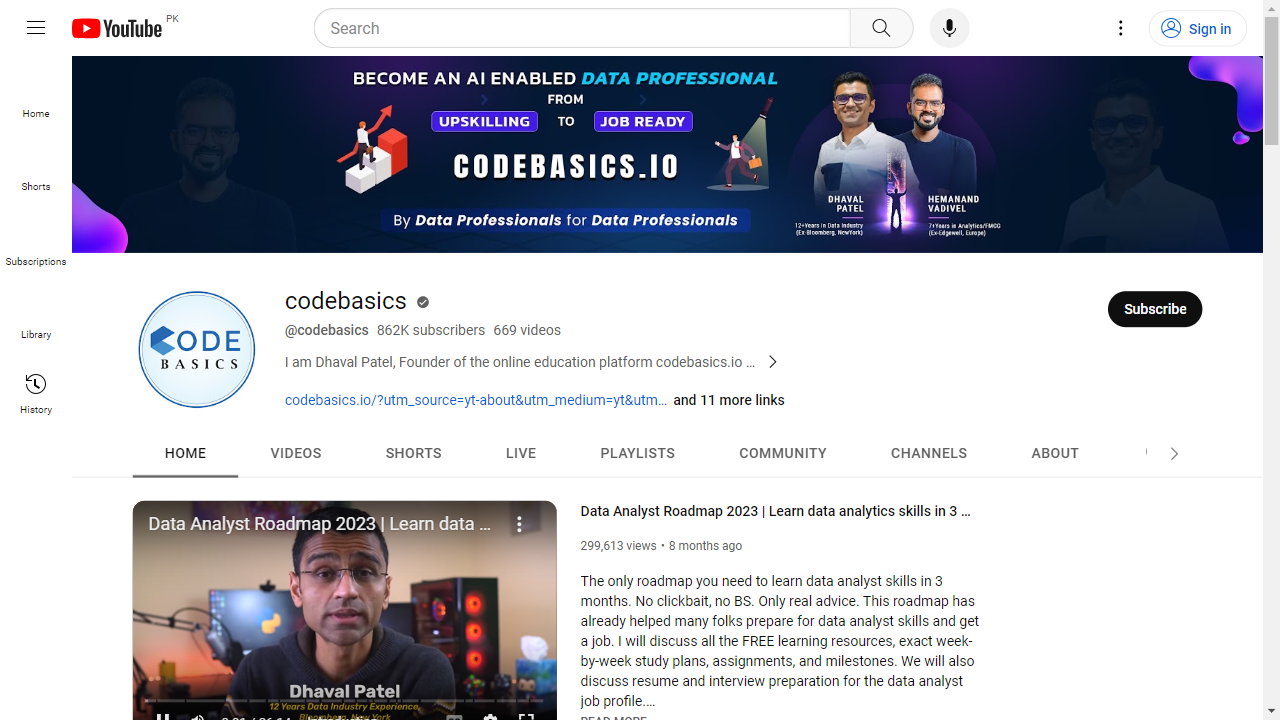 YouTube PK
Search
Sign in
Home
Shorts
Subscriptions
Library
History
BECOME AN AI ENABLED DATA PROFESSIONAL
FROM
UPSKILLING TO JOB READY
CODEBASICS.IO
By Data Professionals for Data Professionals
DHAVAL
PATEL
12+Years in Data Industry
(Ex-Bloomberg, NewYork)
HEMANAND
VADIVEL
7+Years in Analytics/FMCG
(Ex-Edgewell, Europe)
CODE
BASICS
codebasics
@codebasics 862K subscribers 669 videos
I am Dhaval Patel, Founder of the online education platform codebasics.io ...
codebasics.io/?utm_source=yt-about&utm_medium=yt&utm... and 11 more links
Subscribe
HOME VIDEOS SHORTS LIVE PLAYLISTS COMMUNITY CHANNELS ABOUT
Data Analyst Roadmap 2023 | Learn data ...
Dhaval Patel
12 Years Data Industry Experience,
Bloomberg, New York
Data Analyst Roadmap 2023 | Learn data analytics skills in 3 ...
299,613 views • 8 months ago
The only roadmap you need to learn data analyst skills in 3
months. No clickbait, no BS. Only real advice. This roadmap has
already helped many folks prepare for data analyst skills and get
a job. I will discuss all the FREE learning resources, exact week-
by-week study plans, assignments, and milestones. We will also
discuss resume and interview preparation for the data analyst
job profile....
READ MORE